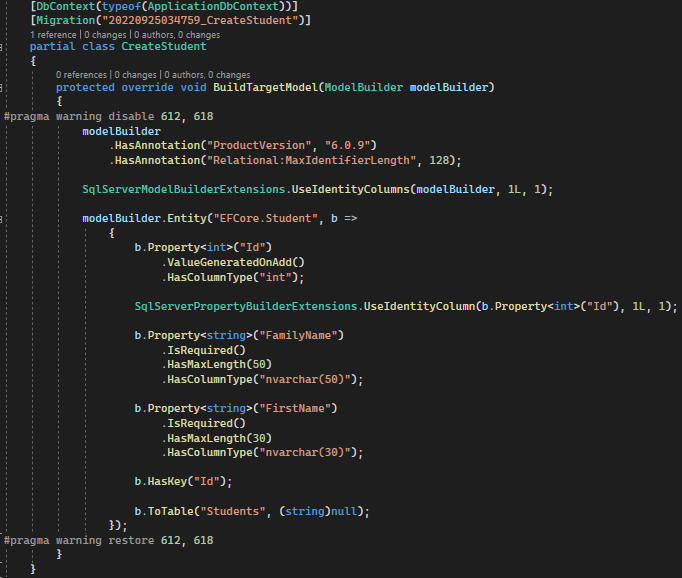 [DbContext(typeof(ApplicationDbContext))]
[Migration("20220925034759_CreateStudent")]
1 reference | 0 changes | 0 authors, 0 changes
partial class CreateStudent
{
0 references | 0 changes | 0 authors, 0 changes
protected override void BuildTargetModel(ModelBuilder modelBuilder)
{
#pragma warning disable 612, 618
modelBuilder
.HasAnnotation("ProductVersion", "6.0.9")
.HasAnnotation("Relational:MaxIdentifierLength", 128);
SqlServerModelBuilderExtensions.UseIdentityColumns(modelBuilder, 1L, 1);
modelBuilder.Entity("EFCore.Student", b =>
{
b.Property<int>("Id")
.ValueGeneratedOnAdd()
.HasColumnType("int");
SqlServerPropertyBuilderExtensions.UseIdentityColumn(b.Property<int>("Id"), 1L, 1);
b.Property<string>("FamilyName")
.IsRequired()
.HasMaxLength(50)
.HasColumnType("nvarchar(50)");
b.Property<string>("FirstName")
.IsRequired()
.HasMaxLength(30)
.HasColumnType("nvarchar(30)");
b.HasKey("Id");
b.ToTable("Students", (string)null);
});
#pragma warning restore 612, 618
}
}